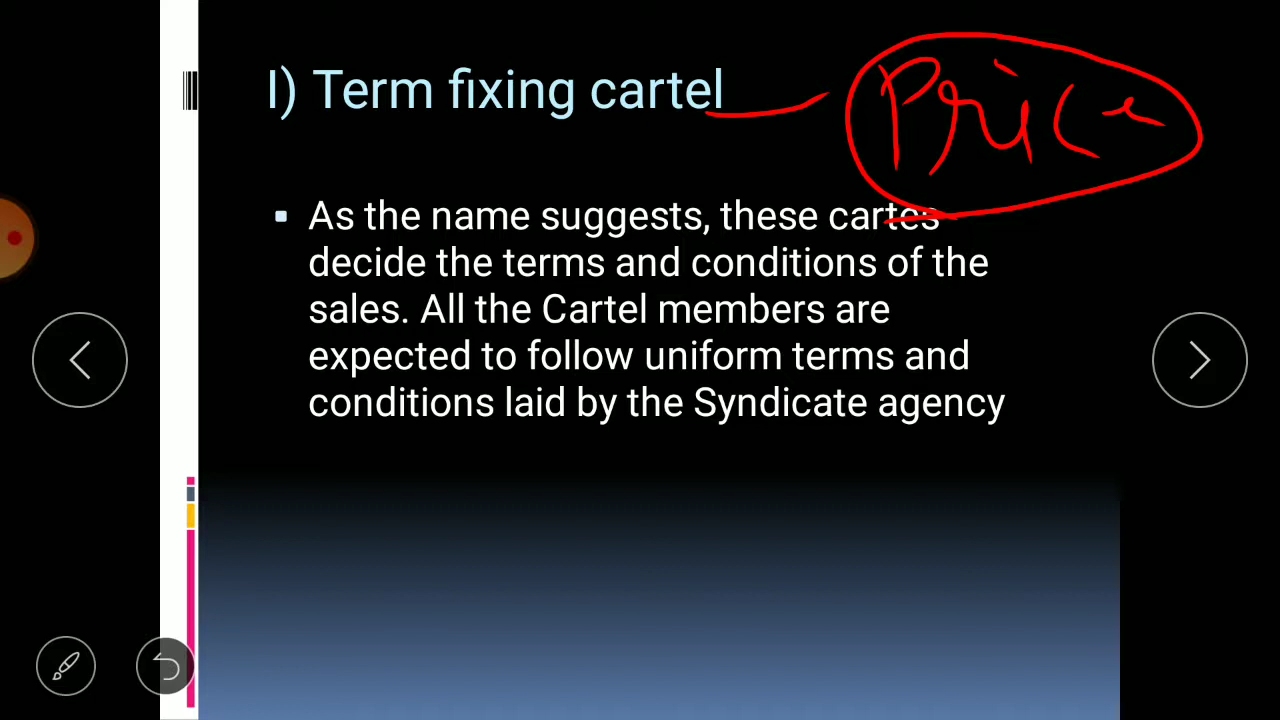 I) Term fixing cartel
Price
As the name suggests, these cartes
decide the terms and conditions of the
sales. All the Cartel members are
expected to follow uniform terms and
conditions laid by the Syndicate agency